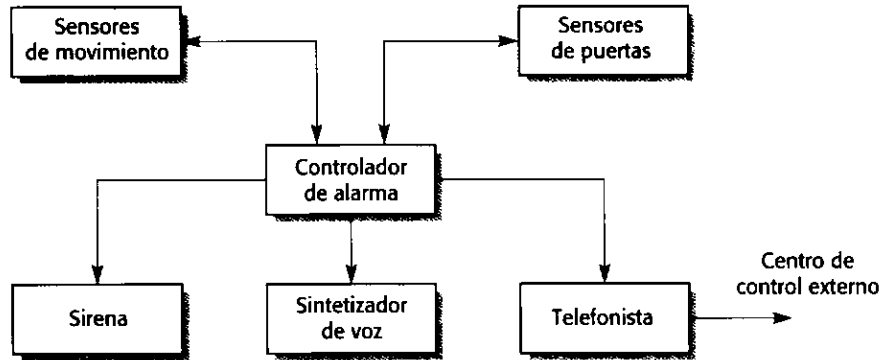 Sensores
de movimiento
Sensores
de puertas
Controlador
de alarma
Sirena
Sintetizador
de voz
Telefonista
Centro de
control externo